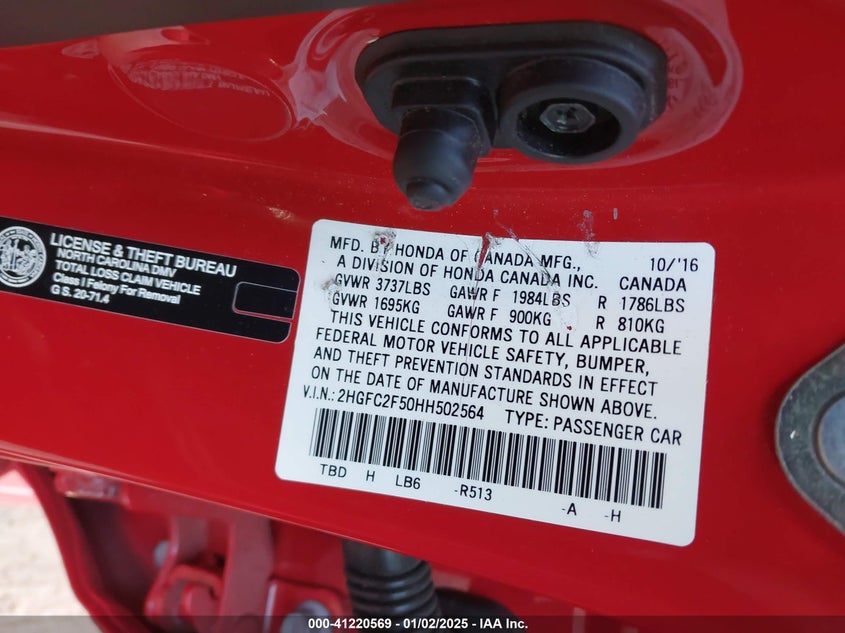 LICENSE & THEFT BUREAU
NORTH CAROLINA DMV
TOTAL LOSS CLAIM VEHICLE
Class I Felony For Removal
G S. 20-71.4
MFD. BY HONDA OF CANADA MFG., 10/'16
A DIVISION OF HONDA CANADA INC. CANADA
GVWR 3737LBS GAWR F 1984LBS R 1786LBS
GVWR 1695KG GAWR F 900KG R 810KG
THIS VEHICLE CONFORMS TO ALL APPLICABLE
FEDERAL MOTOR VEHICLE SAFETY, BUMPER,
AND THEFT PREVENTION STANDARDS IN EFFECT
ON THE DATE OF MANUFACTURE SHOWN ABOVE.
V.I.N.: 2HGFC2F50HH502564 TYPE: PASSENGER CAR
TBD H LB6 -R513 -A -H
000-41220569 - 01/02/2025 - IAA Inc.